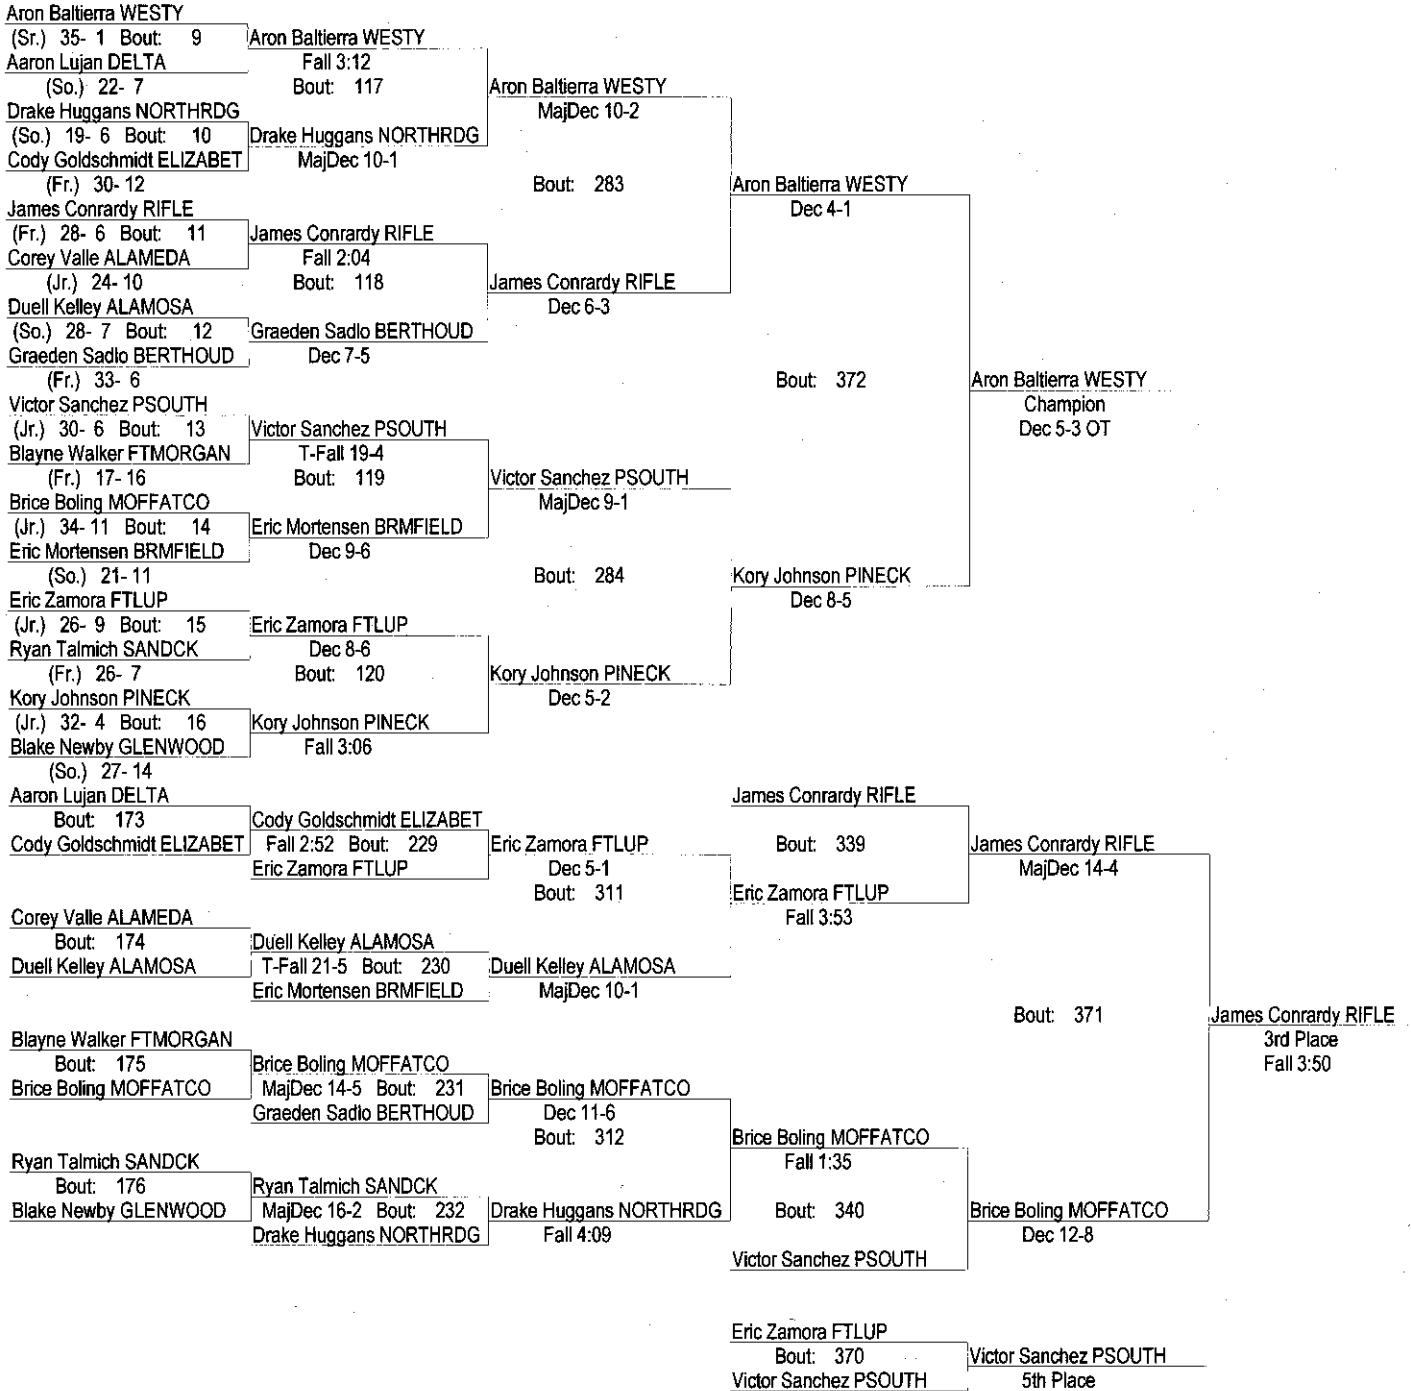 Aron Baltierra WESTY
(Sr.) 35- 1 Bout: 9
Aaron Lujan DELTA
(So.) 22- 7
Drake Huggans NORTHRDG
(So.) 19- 6 Bout: 10
Cody Goldschmidt ELIZABET
(Fr.) 30- 12
James Conrardy RIFLE
(Fr.) 28- 6 Bout: 11
Corey Valle ALAMEDA
(Jr.) 24- 10
Duell Kelley ALAMOSA
(So.) 28- 7 Bout: 12
Graeden Sadlo BERTHOUD
(Fr.) 33- 6
Victor Sanchez PSOUTH
(Jr.) 30- 6 Bout: 13
Blayne Walker FTMORGAN
(Fr.) 17- 16
Brice Boling MOFFATCO
(Jr.) 34- 11 Bout: 14
Eric Mortensen BRMFIELD
(So.) 21- 11
Eric Zamora FTLUP
(Jr.) 26- 9 Bout: 15
Ryan Talmich SANDCK
(Fr.) 26- 7
Kory Johnson PINECK
(Jr.) 32- 4 Bout: 16
Blake Newby GLENWOOD
(So.) 27- 14
Aron Baltierra WESTY
Fall 3:12
Bout: 117
Drake Huggans NORTHRDG
MajDec 10-1
James Conrardy RIFLE
Fall 2:04
Bout: 118
Graeden Sadlo BERTHOUD
Dec 7-5
Victor Sanchez PSOUTH
T-Fall 19-4
Bout: 119
Eric Mortensen BRMFIELD
Dec 9-6
Eric Zamora FTLUP
Dec 8-6
Bout: 120
Kory Johnson PINECK
Fall 3:06
Aron Baltierra WESTY
MajDec 10-2
Bout: 283
James Conrardy RIFLE
Dec 6-3
Victor Sanchez PSOUTH
MajDec 9-1
Bout: 284
Kory Johnson PINECK
Dec 5-2
Aron Baltierra WESTY
Dec 4-1
Bout: 372
Kory Johnson PINECK
Dec 8-5
Aron Baltierra WESTY
Champion
Dec 5-3 OT
Aaron Lujan DELTA
Bout: 173
Cody Goldschmidt ELIZABET
Corey Valle ALAMEDA
Bout: 174
Duell Kelley ALAMOSA
Blayne Walker FTMORGAN
Bout: 175
Brice Boling MOFFATCO
Ryan Talmich SANDCK
Bout: 176
Blake Newby GLENWOOD
Cody Goldschmidt ELIZABET
Fall 2:52 Bout: 229
Eric Zamora FTLUP
Duell Kelley ALAMOSA
T-Fall 21-5 Bout: 230
Eric Mortensen BRMFIELD
Brice Boling MOFFATCO
MajDec 14-5 Bout: 231
Graeden Sadlo BERTHOUD
Ryan Talmich SANDCK
MajDec 16-2 Bout: 232
Drake Huggans NORTHRDG
Eric Zamora FTLUP
Dec 5-1
Bout: 311
Duell Kelley ALAMOSA
MajDec 10-1
Brice Boling MOFFATCO
Dec 11-6
Bout: 312
Drake Huggans NORTHRDG
Fall 4:09
James Conrardy RIFLE
Bout: 339
Eric Zamora FTLUP
Fall 3:53
Brice Boling MOFFATCO
Fall 1:35
Bout: 340
Victor Sanchez PSOUTH
James Conrardy RIFLE
MajDec 14-4
Bout: 371
Brice Boling MOFFATCO
Dec 12-8
James Conrardy RIFLE
3rd Place
Fall 3:50
Eric Zamora FTLUP
Bout: 370
Victor Sanchez PSOUTH
Victor Sanchez PSOUTH
5th Place